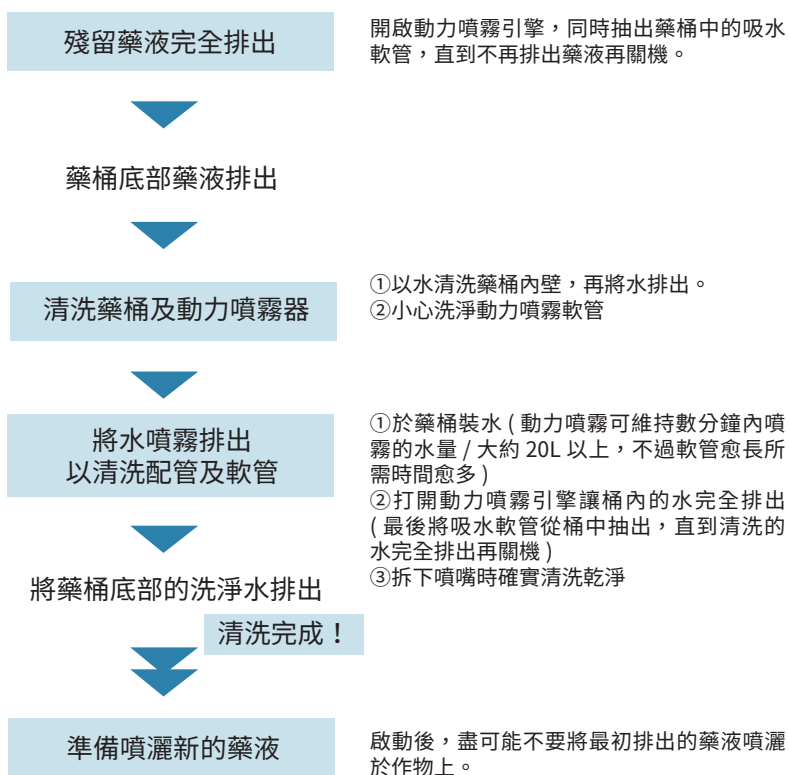 殘留藥液完全排出
開啟動力噴霧引擎，同時抽出藥桶中的吸水
軟管，直到不再排出藥液再關機。
藥桶底部藥液排出
清洗藥桶及動力噴霧器
①以水清洗藥桶內壁，再將水排出。
②小心洗淨動力噴霧軟管
將水噴霧排出
以清洗配管及軟管
①於藥桶裝水 ( 動力噴霧可維持數分鐘內噴
霧的水量 / 大約 20L 以上，不過軟管愈長所
需時間愈多 )
②打開動力噴霧引擎讓桶內的水完全排出
( 最後將吸水軟管從桶中抽出，直到清洗的
水完全排出再關機 )
③拆下噴嘴時確實清洗乾淨
將藥桶底部的洗淨水排出
清洗完成！
準備噴灑新的藥液
啟動後，盡可能不要將最初排出的藥液噴灑
於作物上。